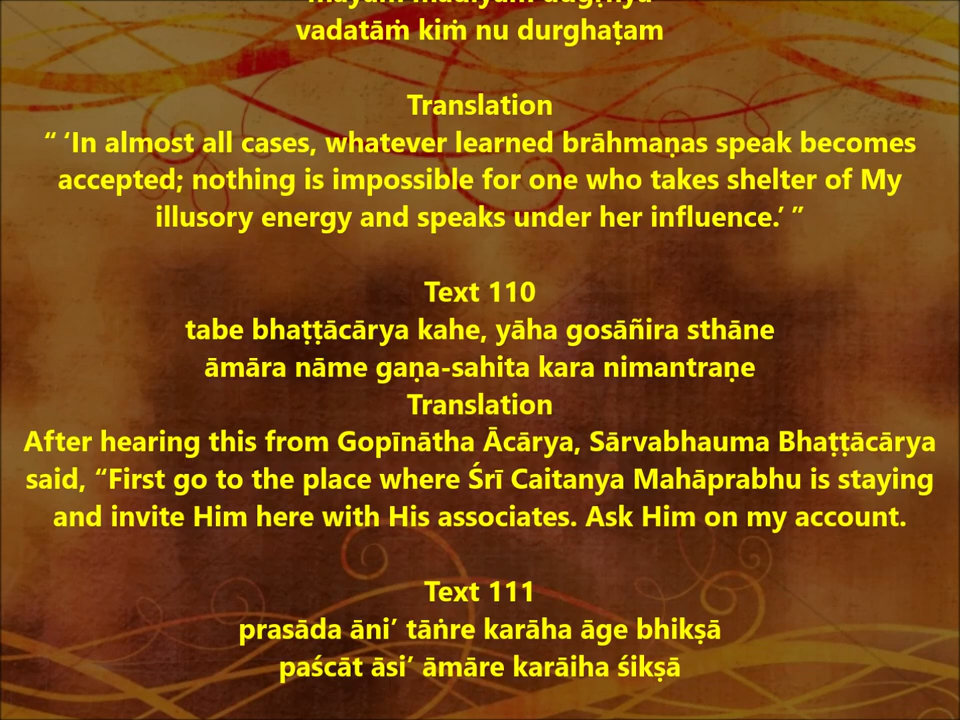 vadatāṁ kiṁ nu durghaṭam
Translation
“ ‘In almost all cases, whatever learned brāhmaṇas speak becomes
accepted; nothing is impossible for one who takes shelter of My
illusory energy and speaks under her influence.’ ”
Text 110
tabe bhaṭṭācārya kahe, yāha gosāñira sthāne
āmāra nāme gaṇa-sahita kara nimantraṇe
Translation
After hearing this from Gopīnātha Ācārya, Sārvabhauma Bhaṭṭācārya
said, “First go to the place where Śrī Caitanya Mahāprabhu is staying
and invite Him here with His associates. Ask Him on my account.
Text 111
prasāda āni’ tāṅre karāha āge bhikṣā
paścāt āsi’ āmāre karāiha śikṣā